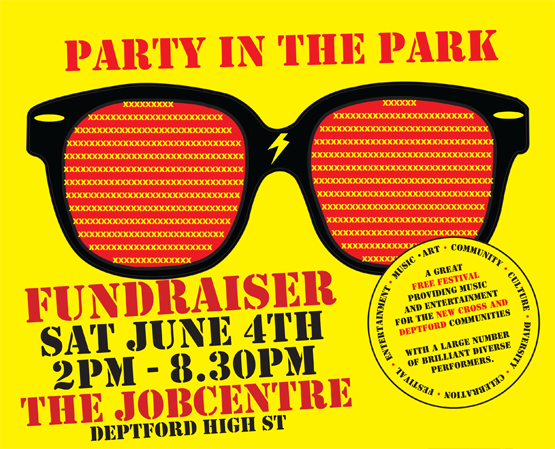 PARTY IN THE PARK
FUNDRAISER
SAT JUNE 4TH
2PM - 8.30PM
THE JOBCENTRE
DEPTFORD HIGH ST
FESTIVAL • ENTERTAINMENT • MUSIC • ART • COMMUNITY • CULTURE • DIVERSITY • CELEBRATION •
A GREAT
FREE FESTIVAL
PROVIDING MUSIC
AND ENTERTAINMENT
FOR THE NEW CROSS AND
DEPTFORD COMMUNITIES
WITH A LARGE NUMBER
OF BRILLIANT DIVERSE
PERFORMERS.